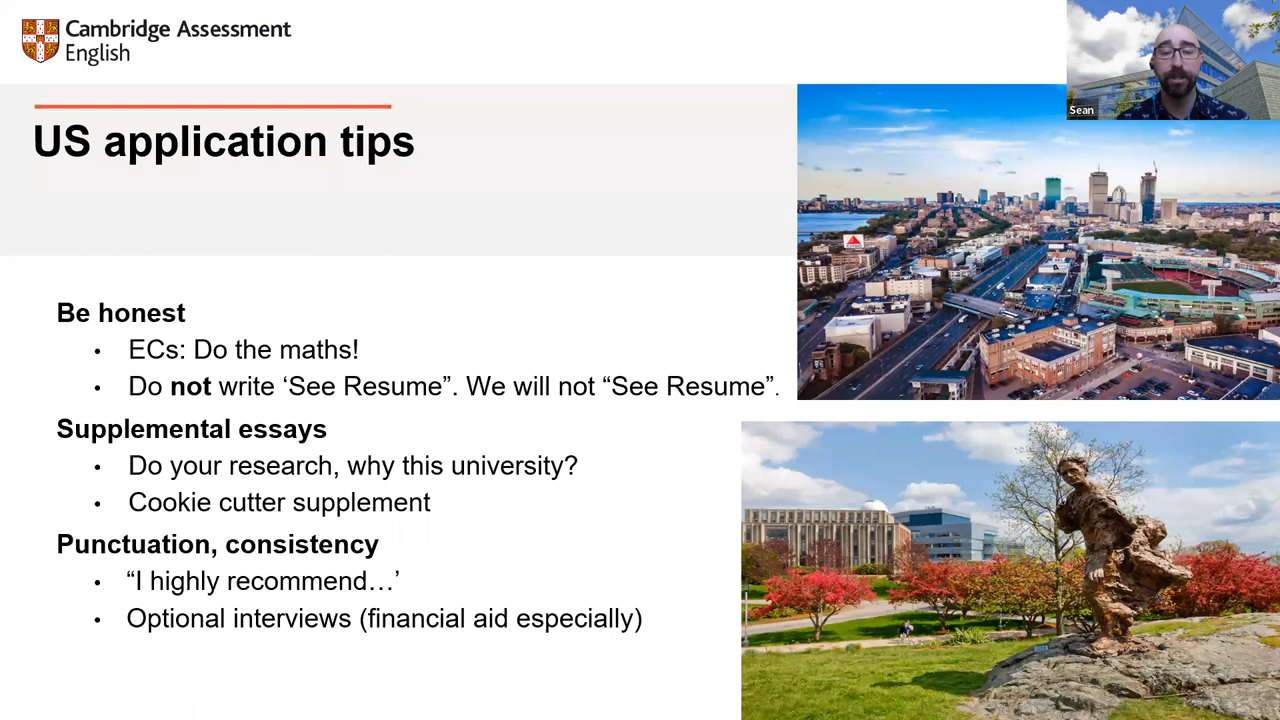 Cambridge Assessment
English
Sean
US application tips
Be honest
• ECs: Do the maths!
• Do not write ‘See Resume”. We will not “See Resume”.
Supplemental essays
• Do your research, why this university?
• Cookie cutter supplement
Punctuation, consistency
• “I highly recommend…’
• Optional interviews (financial aid especially)